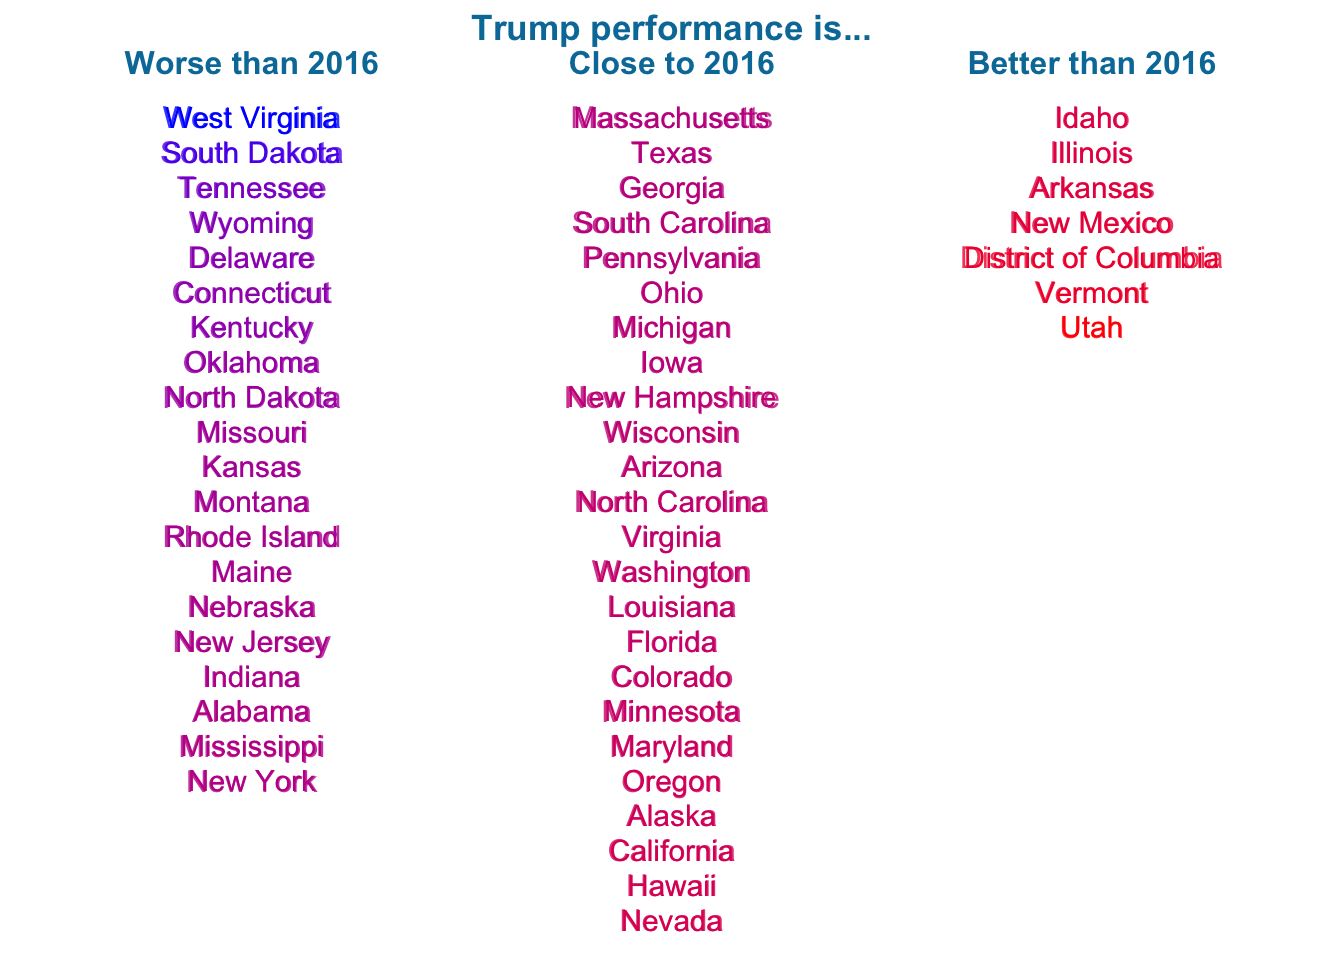 Trump performance is...
Worse than 2016
West Virginia
South Dakota
Tennessee
Wyoming
Delaware
Connecticut
Kentucky
Oklahoma
North Dakota
Missouri
Kansas
Montana
Rhode Island
Maine
Nebraska
New Jersey
Indiana
Alabama
Mississippi
New York
Close to 2016
Massachusetts
Texas
Georgia
South Carolina
Pennsylvania
Ohio
Michigan
Iowa
New Hampshire
Wisconsin
Arizona
North Carolina
Virginia
Washington
Louisiana
Florida
Colorado
Minnesota
Maryland
Oregon
Alaska
California
Hawaii
Nevada
Better than 2016
Idaho
Illinois
Arkansas
New Mexico
District of Columbia
Vermont
Utah